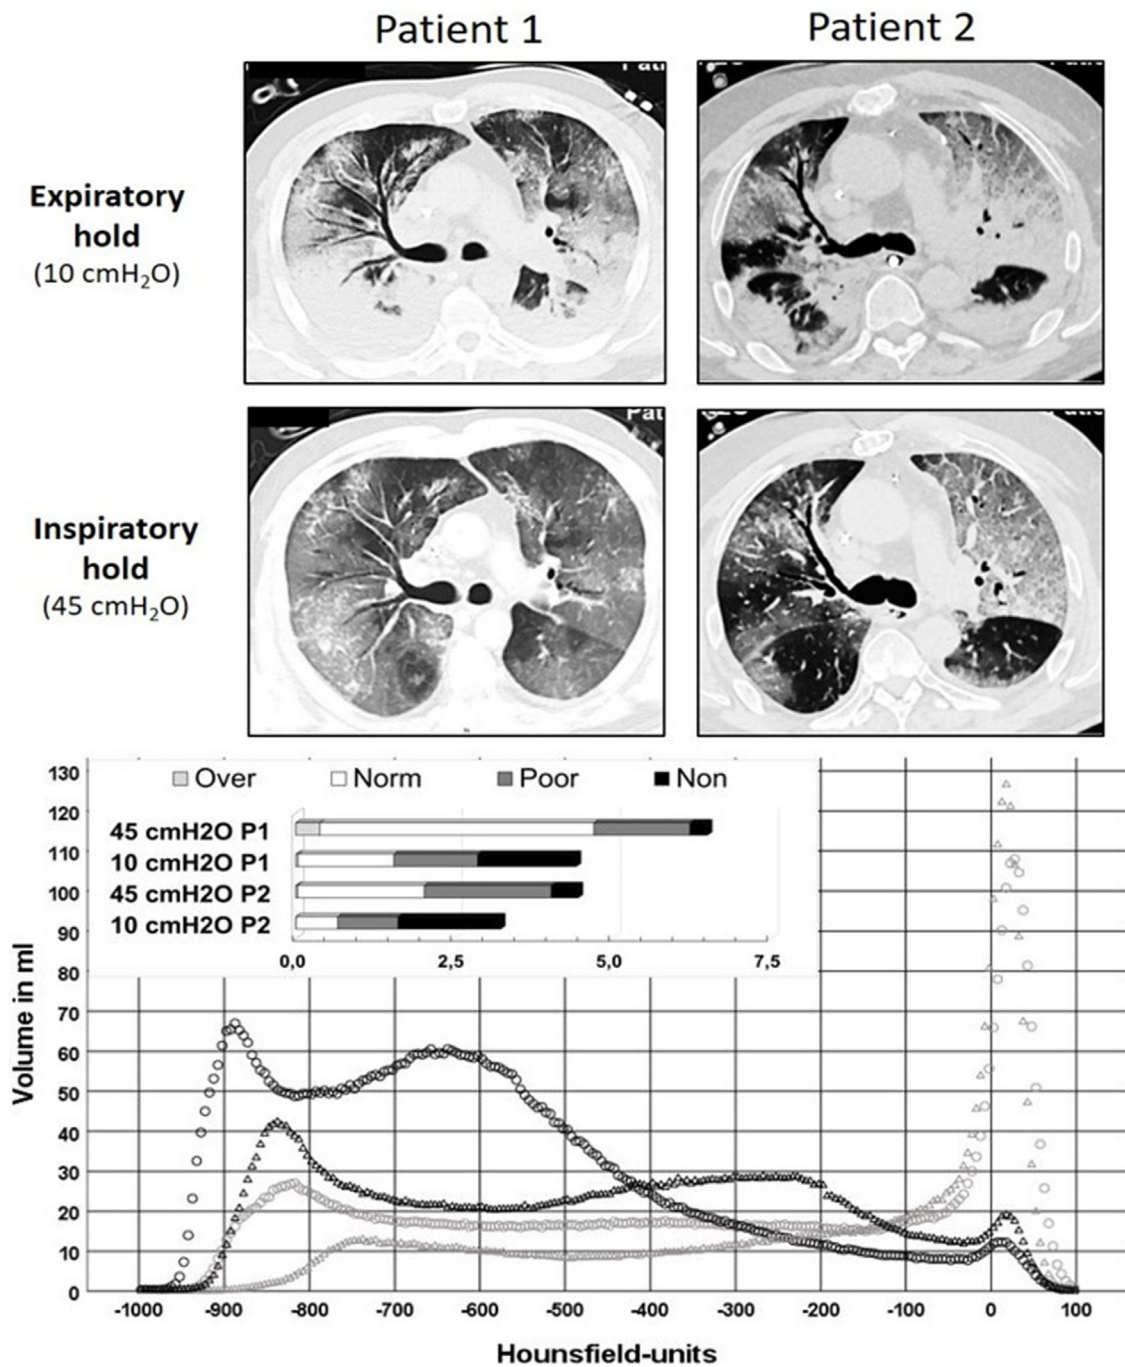 Patient 1
Patient 2
Expiratory
hold
(10 cmH₂O)
Inspiratory
hold
(45 cmH₂O)
Over Norm Poor Non
45 cmH2O P1
10 cmH2O P1
45 cmH2O P2
10 cmH2O P2
0,0 2,5 5,0 7,5
Volume in ml
130
120
110
100
90
80
70
60
50
40
30
20
10
0
-1000 -900 -800 -700 -600 -500 -400 -300 -200 -100 0 100
Hounsfield-units